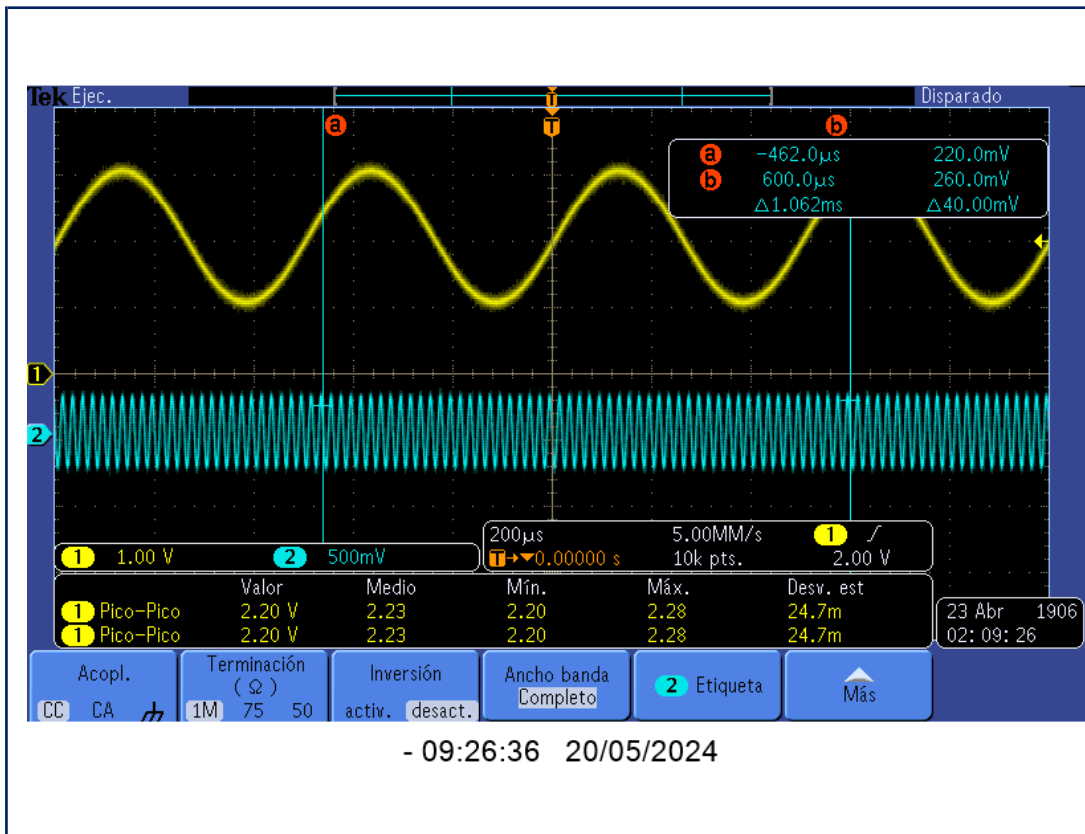 Tek Ejec. Disparado
T
a T b
a -462.0µs 220.0mV
b 600.0µs 260.0mV
△1.062ms △40.00mV
1
2
200µs 5.00MM/s 1
T→▼0.00000 s 10k pts. 2.00 V
1 1.00 V 2 500mV
Valor Medio Mín. Máx. Desv. est
1 Pico-Pico 2.20 V 2.23 2.20 2.28 24.7m
1 Pico-Pico 2.20 V 2.23 2.20 2.28 24.7m
23 Abr 1906
02:09:26
Acopl.
CC CA
Terminación
(Ω)
1M 75 50
Inversión
activ. desact.
Ancho banda
Completo
2 Etiqueta
Más
- 09:26:36 20/05/2024